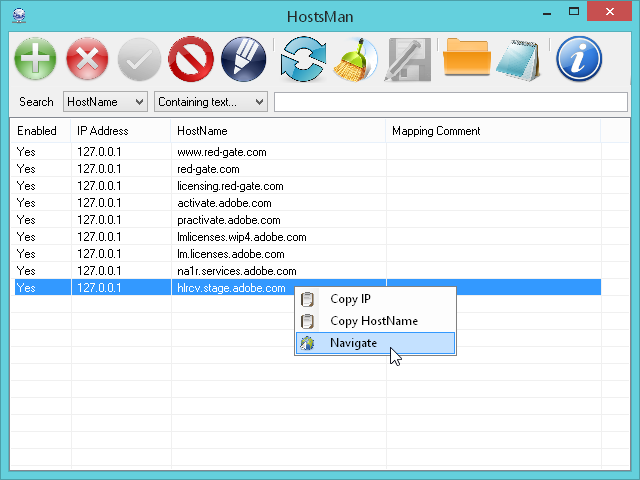 HostsMan
Search HostName Containing text...
Enabled IP Address HostName Mapping Comment
Yes 127.0.0.1 www.red-gate.com
Yes 127.0.0.1 red-gate.com
Yes 127.0.0.1 licensing.red-gate.com
Yes 127.0.0.1 activate.adobe.com
Yes 127.0.0.1 practivate.adobe.com
Yes 127.0.0.1 lmlicenses.wip4.adobe.com
Yes 127.0.0.1 lm.licenses.adobe.com
Yes 127.0.0.1 na1r.services.adobe.com
Yes 127.0.0.1 hlrcv.stage.adobe.com
Copy IP
Copy HostName
Navigate